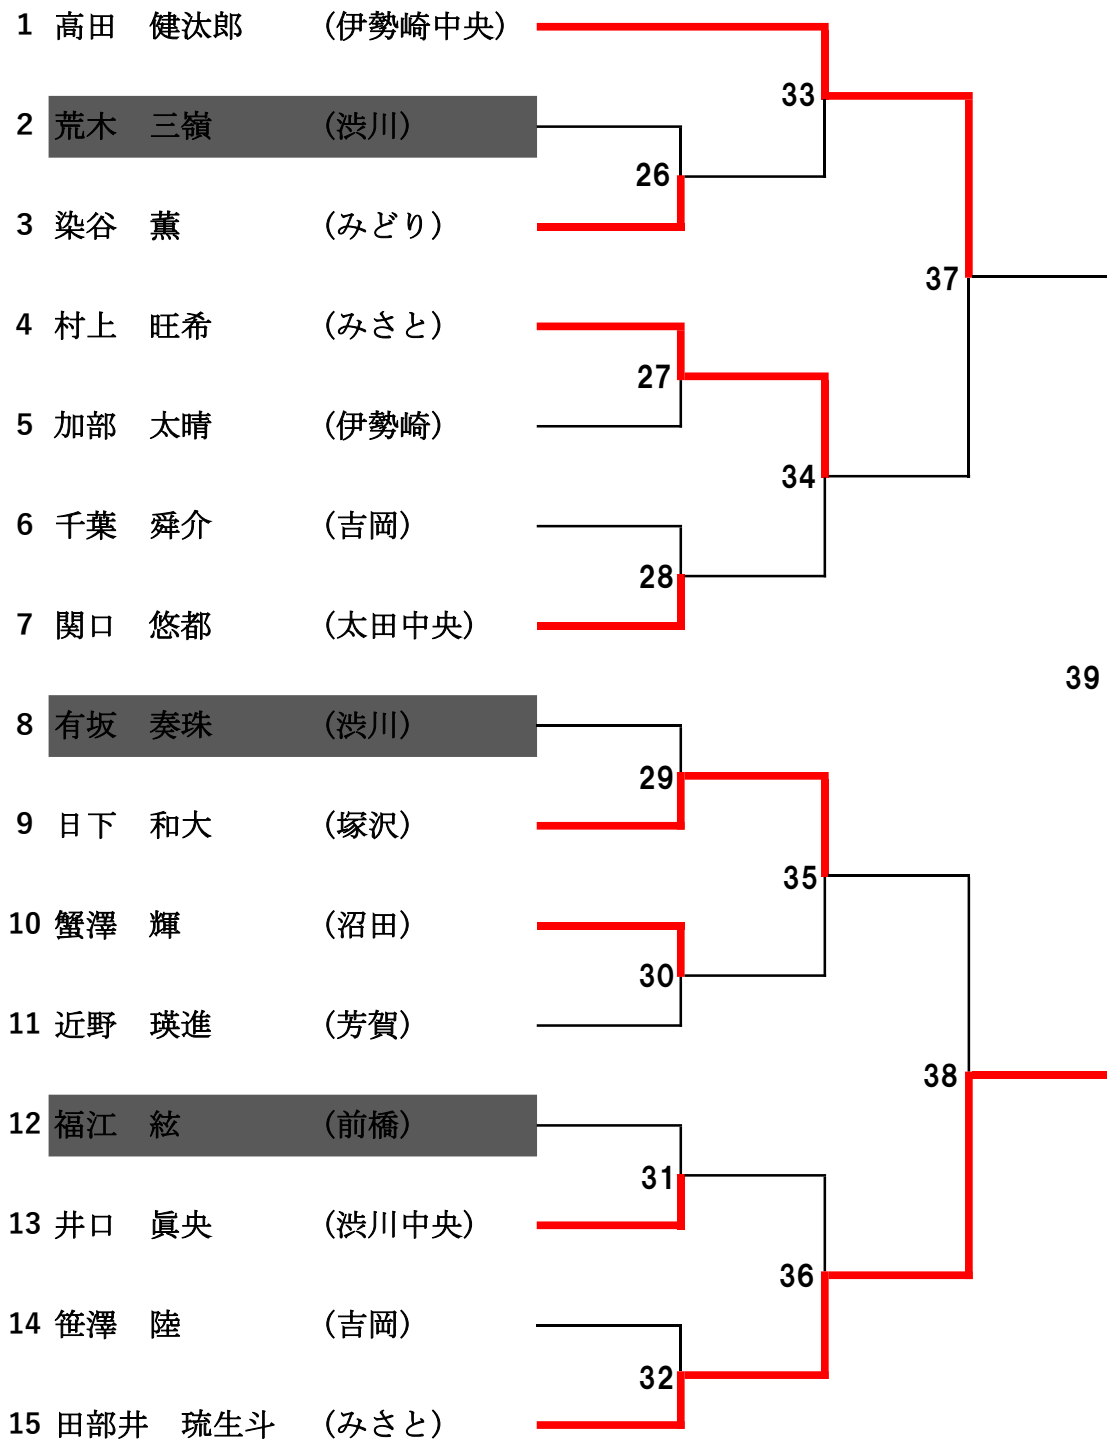 1 高田 健汰郎 (伊勢崎中央)
33
2 荒木 三嶺 (渋川)
26
3 染谷 薫 (みどり)
37
4 村上 旺希 (みさと)
27
5 加部 太晴 (伊勢崎)
34
6 千葉 舜介 (吉岡)
28
7 関口 悠都 (太田中央)
39
8 有坂 奏珠 (渋川)
29
9 日下 和大 (塚沢)
35
10 蟹澤 輝 (沼田)
30
11 近野 瑛進 (芳賀)
38
12 福江 絃 (前橋)
31
13 井口 眞央 (渋川中央)
36
14 笹澤 陸 (吉岡)
32
15 田部井 琉生斗 (みさと)